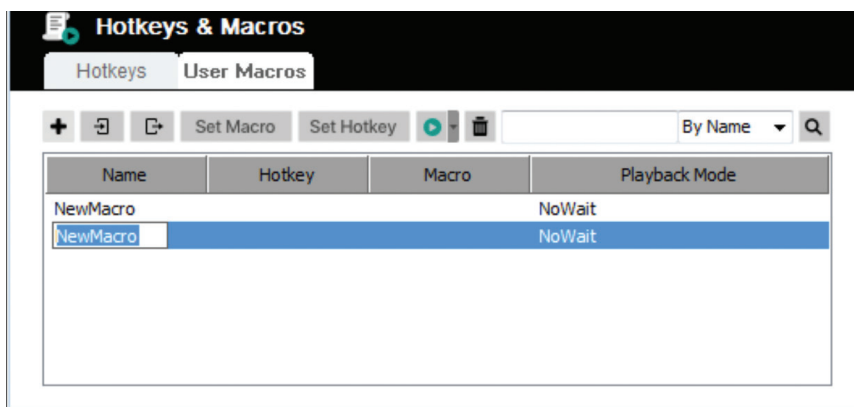 Hotkeys & Macros
Hotkeys User Macros
Set Macro Set Hotkey By Name
Name Hotkey Macro Playback Mode
NewMacro NoWait
NewMacro NoWait